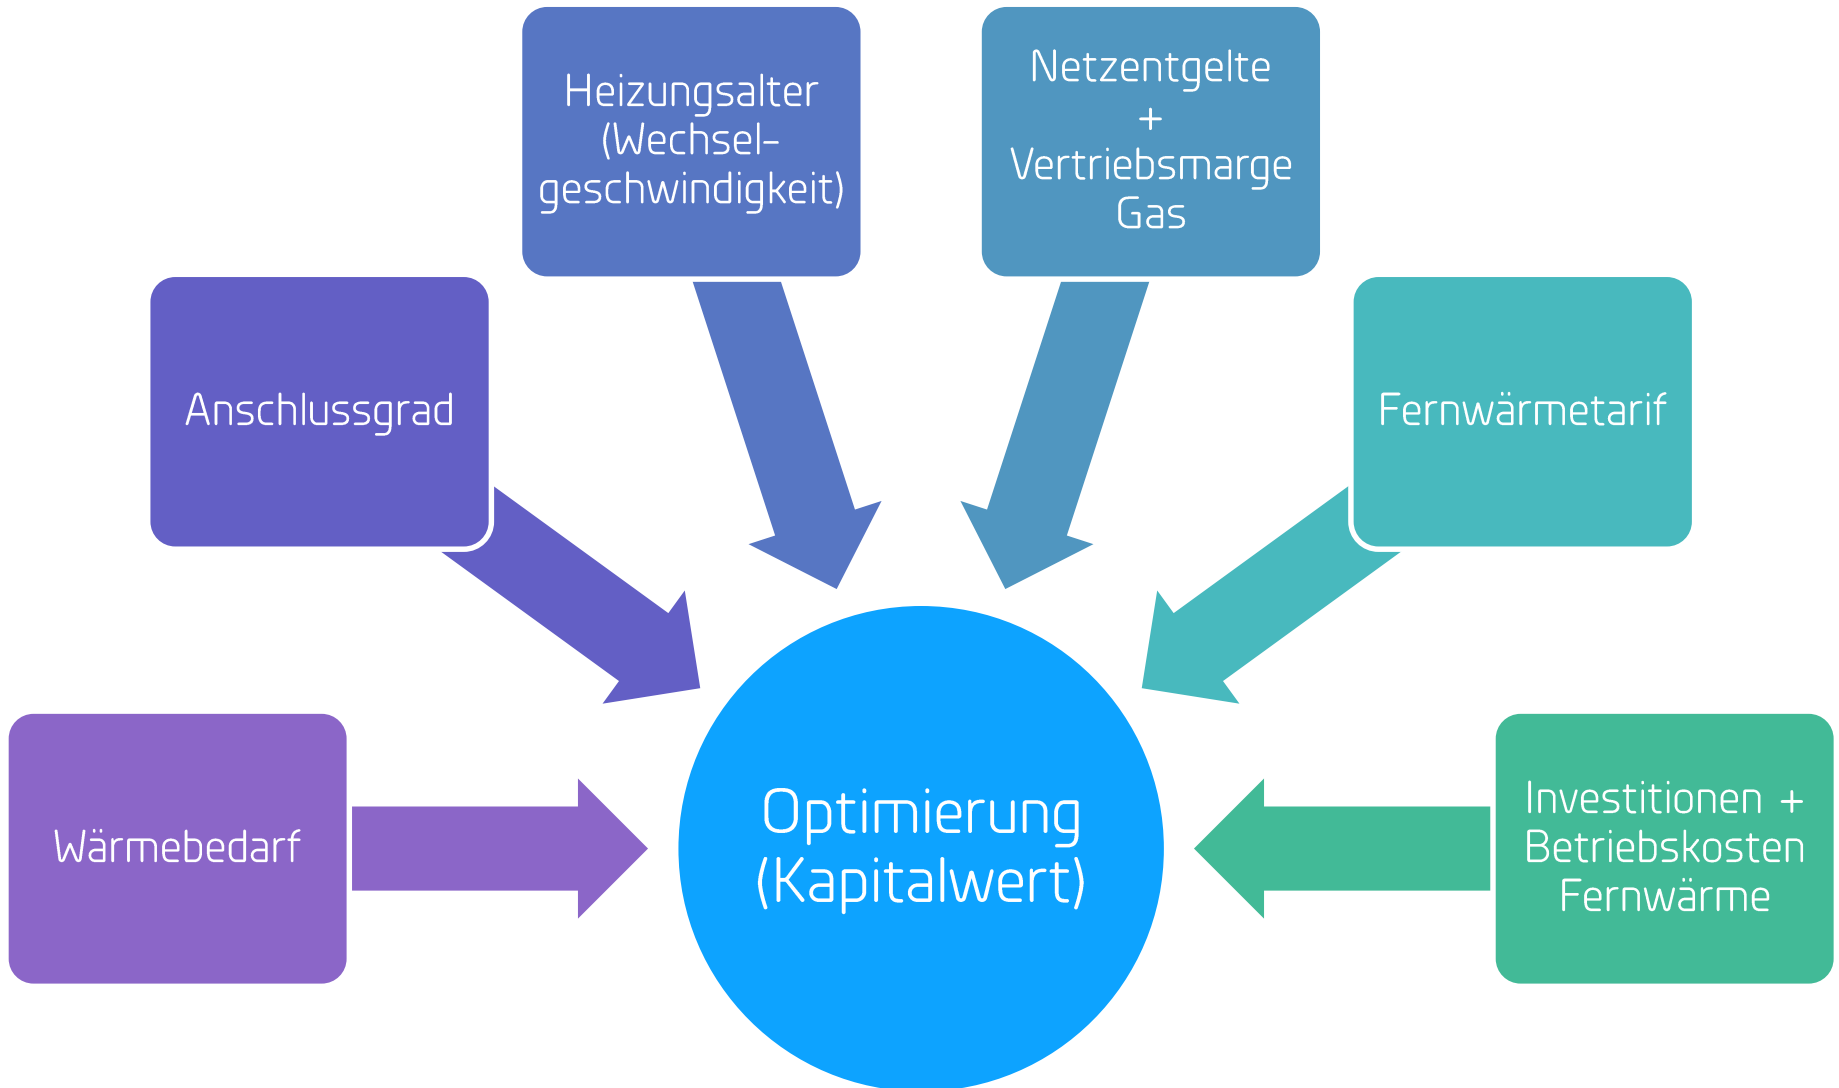 Heizungsalter
(Wechsel-
geschwindigkeit)
Netzentgelte
+
Vertriebsmarge
Gas
Anschlussgrad
Fernwärmetarif
Wärmebedarf
Optimierung
(Kapitalwert)
Investitionen +
Betriebskosten
Fernwärme